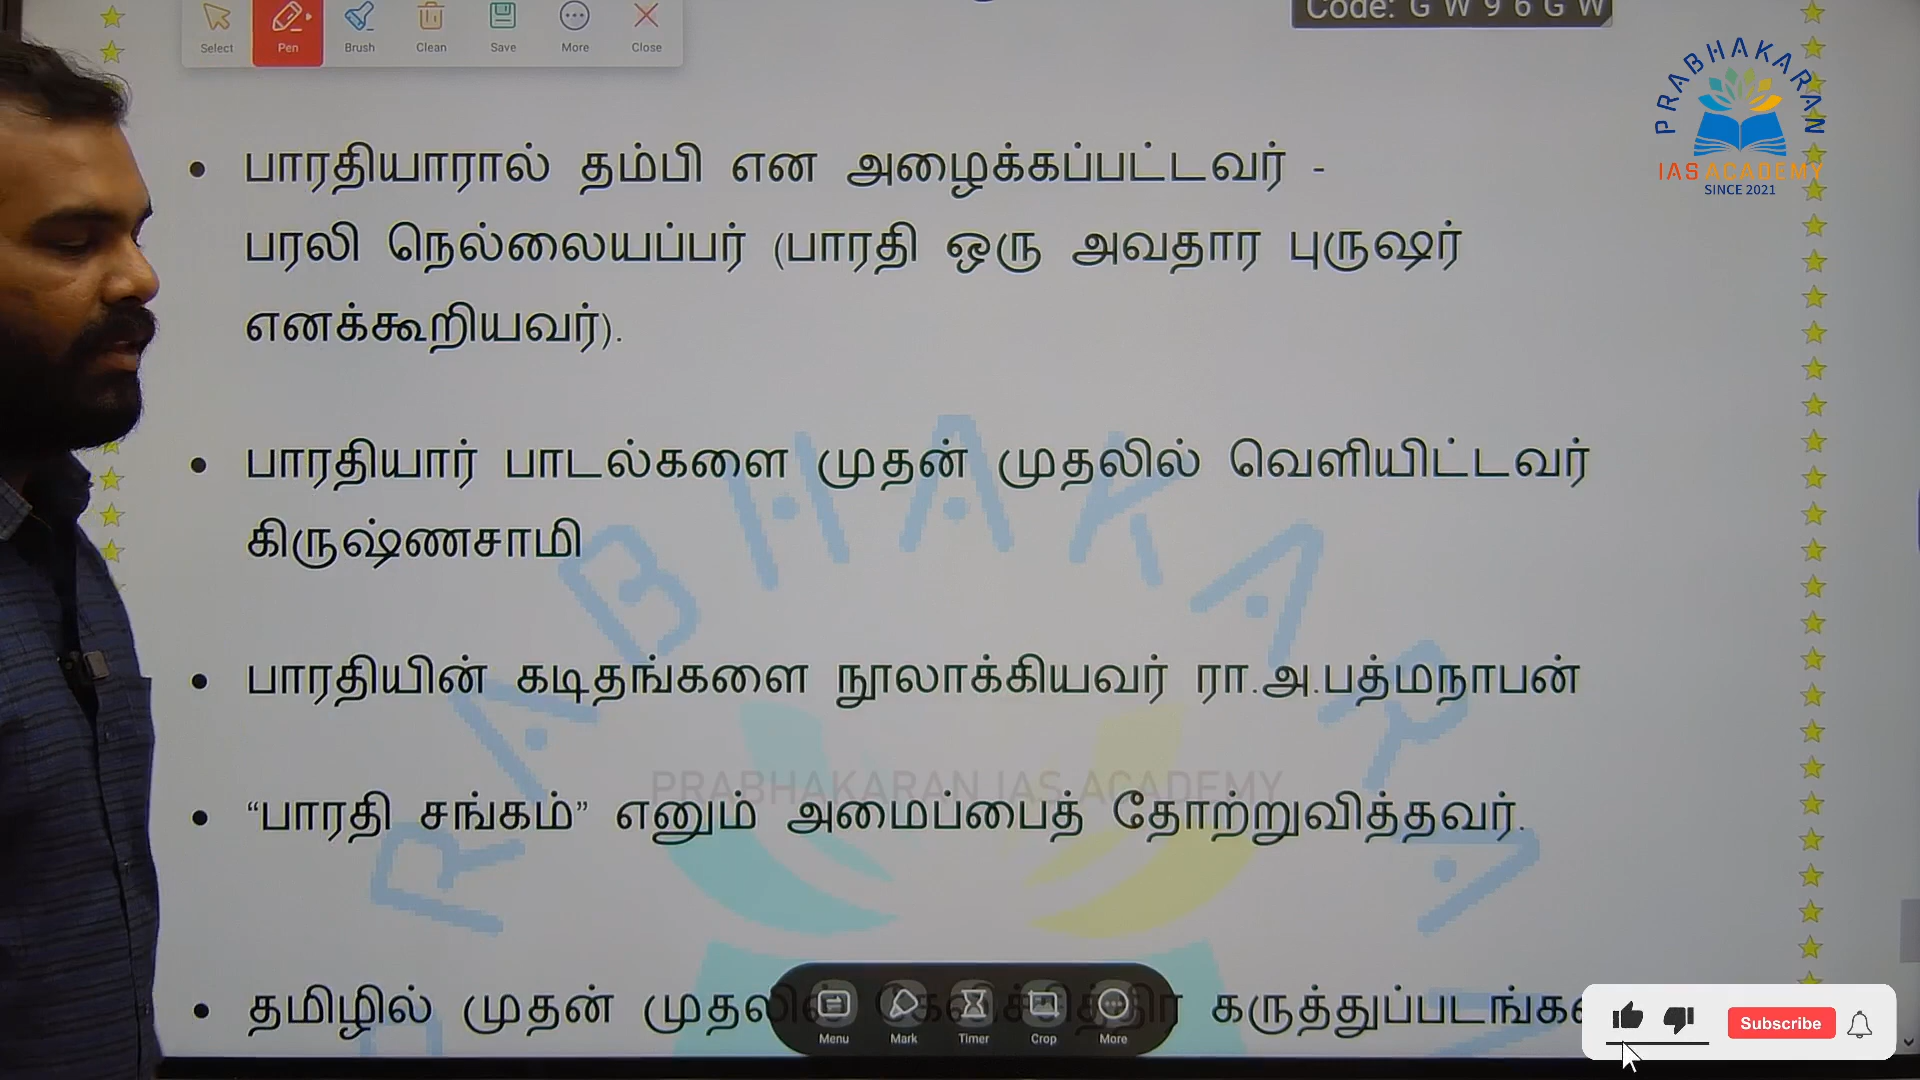 Code: G W 9 6 G W
Select Pen Brush Clean Save More Close
PRABHAKARAN
IAS ACADEMY
SINCE 2021
• பாரதியாரால் தம்பி என அழைக்கப்பட்டவர் -
பரலி நெல்லையப்பர் (பாரதி ஒரு அவதார புருஷர்
எனக்கூறியவர்).
• பாரதியார் பாடல்களை முதன் முதலில் வெளியிட்டவர்
கிருஷ்ணசாமி
• பாரதியின் கடிதங்களை நூலாக்கியவர் ரா.அ.பத்மநாபன்
PRABHAKARAN IAS ACADEMY
• “பாரதி சங்கம்” எனும் அமைப்பைத் தோற்றுவித்தவர்.
• தமிழில் முதன் முதலில்
Menu Mark Timer Crop More
Subscribe